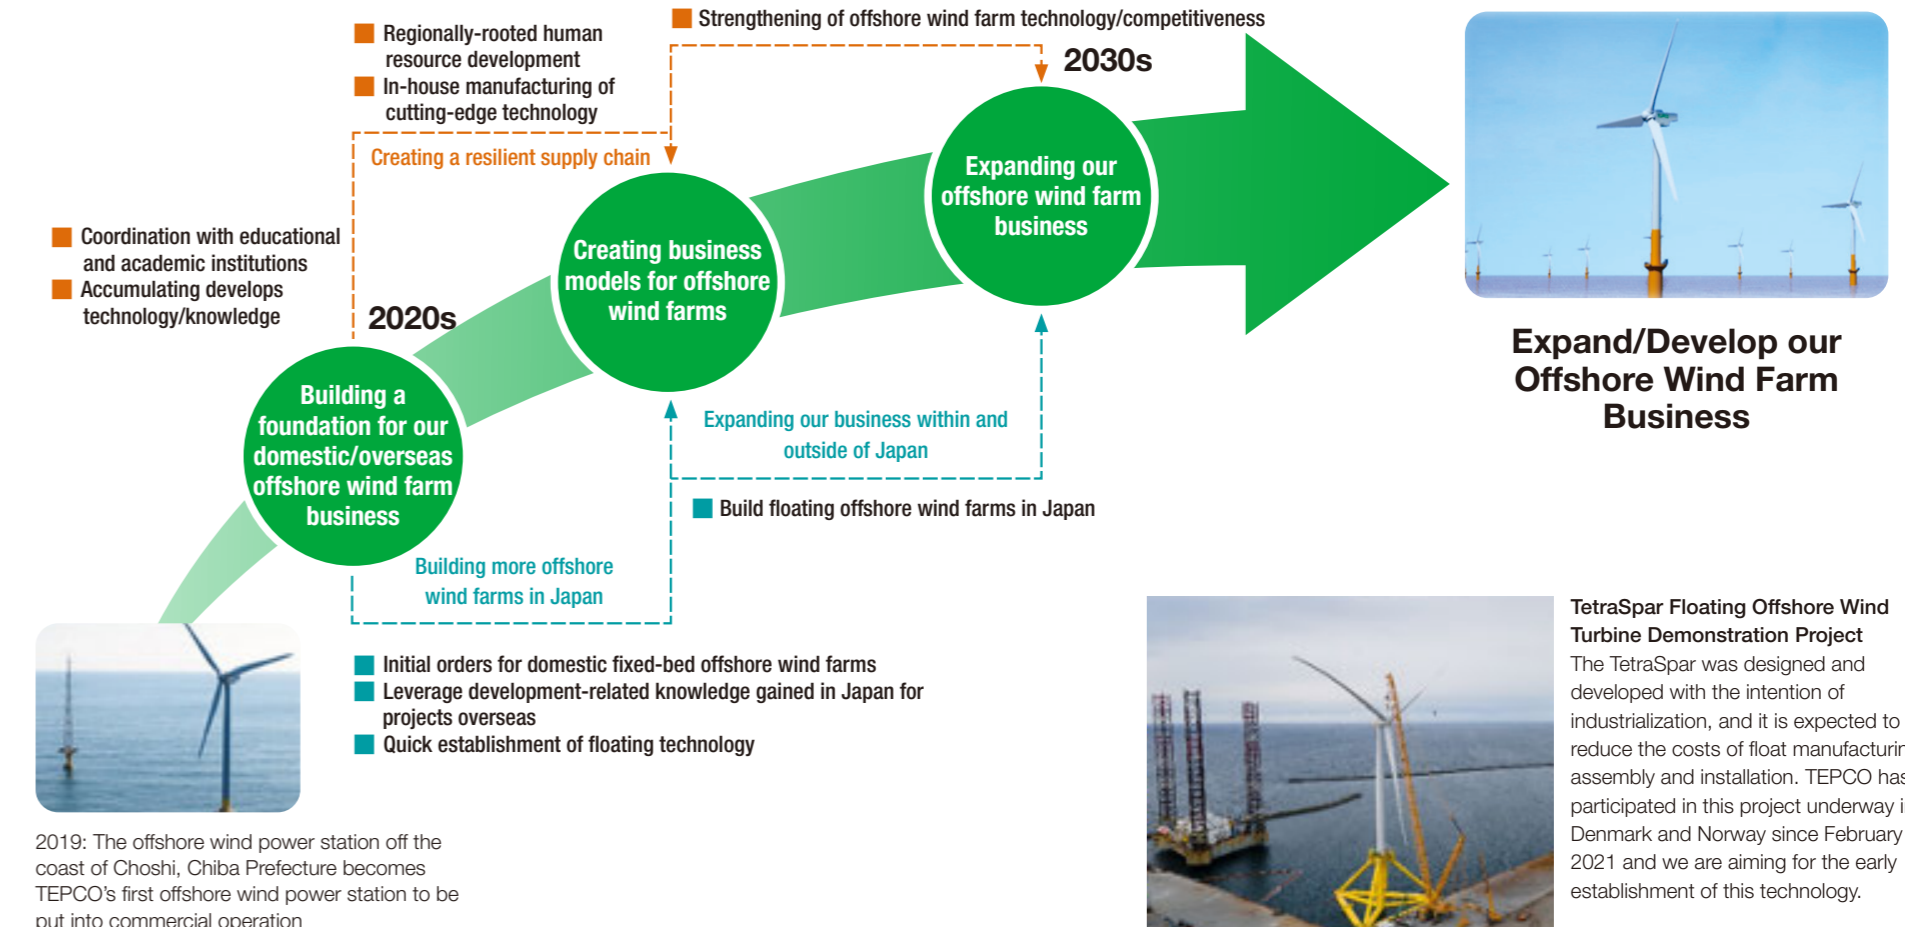 Strengthening of offshore wind farm technology/competitiveness
Regionally-rooted human
resource development
In-house manufacturing of
cutting-edge technology
2030s
Creating a resilient supply chain
Expanding our
offshore wind farm
business
Coordination with educational
and academic institutions
Accumulating develops
technology/knowledge
2020s
Creating business
models for offshore
wind farms
Building a
foundation for our
domestic/overseas
offshore wind farm
business
Expanding our business within and
outside of Japan
Build floating offshore wind farms in Japan
Building more offshore
wind farms in Japan
Initial orders for domestic fixed-bed offshore wind farms
Leverage development-related knowledge gained in Japan for
projects overseas
Quick establishment of floating technology
Expand/Develop our
Offshore Wind Farm
Business
2019: The offshore wind power station off the
coast of Choshi, Chiba Prefecture becomes
TEPCO's first offshore wind power station to be
put into commercial operation
TetraSpar Floating Offshore Wind
Turbine Demonstration Project
The TetraSpar was designed and
developed with the intention of
industrialization, and it is expected to
reduce the costs of float manufacturin
assembly and installation. TEPCO has
participated in this project underway i
Denmark and Norway since February
2021 and we are aiming for the early
establishment of this technology.